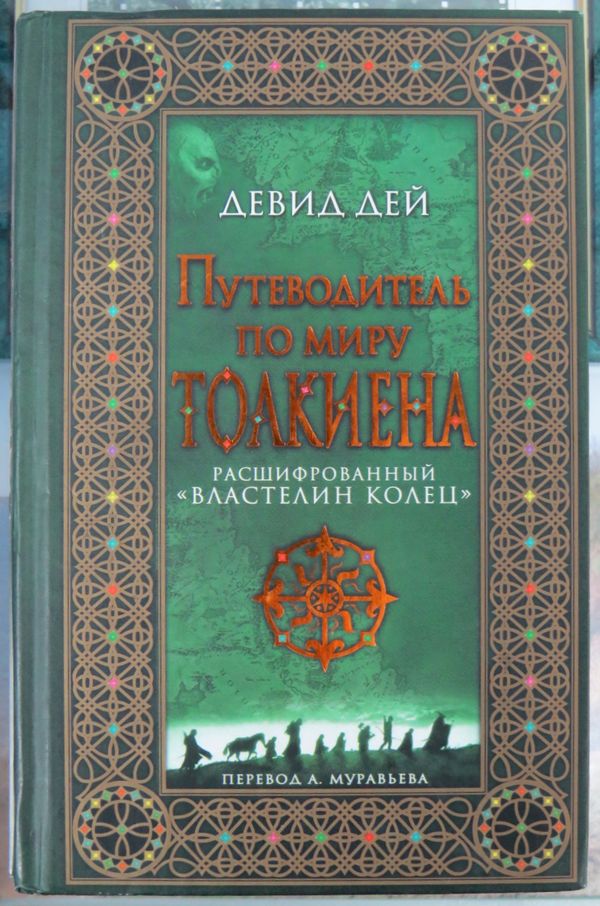 ДЕВИД ДЕЙ
ПУТЕВОДИТЕЛЬ
ПО МИРУ
ТОЛКИЕНА
РАСШИФРОВАННЫЙ
«ВЛАСТЕЛИН КОЛЕЦ»
ПЕРЕВОД А. МУРАВЬЕВА